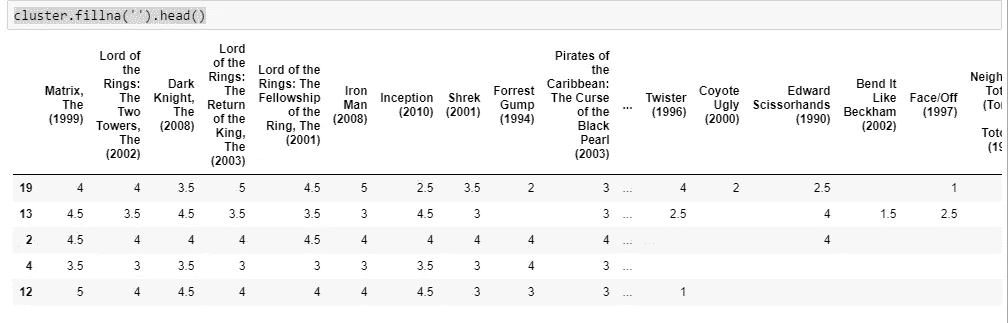 cluster.fillna('').head()
Matrix, The (1999) Lord of the Rings: The Two Towers, The (2002) Dark Knight, The (2008) Lord of the Rings: The Return of the King, The (2003) Lord of the Rings: The Fellowship of the Ring, The (2001) Iron Man (2008) Inception (2010) Shrek (2001) Forrest Gump (1994) Pirates of the Caribbean: The Curse of the Black Pearl (2003) ... Twister (1996) Coyote Ugly (2000) Edward Scissorhands (1990) Bend It Like Beckham (2002) Face/Off (1997) Neigh Tot (To Toto (19
19 4 4 3.5 5 4.5 5 2.5 3.5 2 3 ... 4 2 2.5 1
13 4.5 3.5 4.5 3.5 3.5 3 4.5 3 3 ... 2.5 4 1.5 2.5
2 4.5 4 4 4 4.5 4 4 4 4 4 ... 4
4 3.5 3 3.5 3 3 3 3.5 3 4 3 ...
12 5 4 4.5 4 4 4 4.5 3 3 3 ... 1